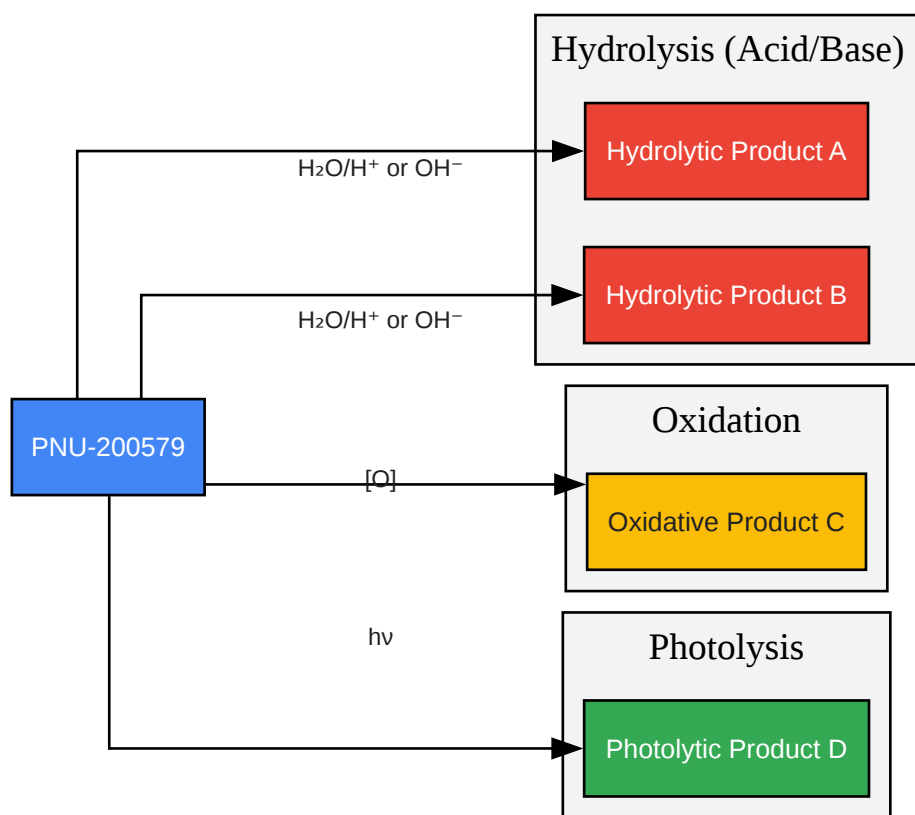 Hydrolysis (Acid/Base)
Hydrolytic Product A
H₂O/H⁺ or OH⁻
Hydrolytic Product B
H₂O/H⁺ or OH⁻
Oxidation
PNU-200579
[O]
Oxidative Product C
hν
Photolysis
Photolytic Product D